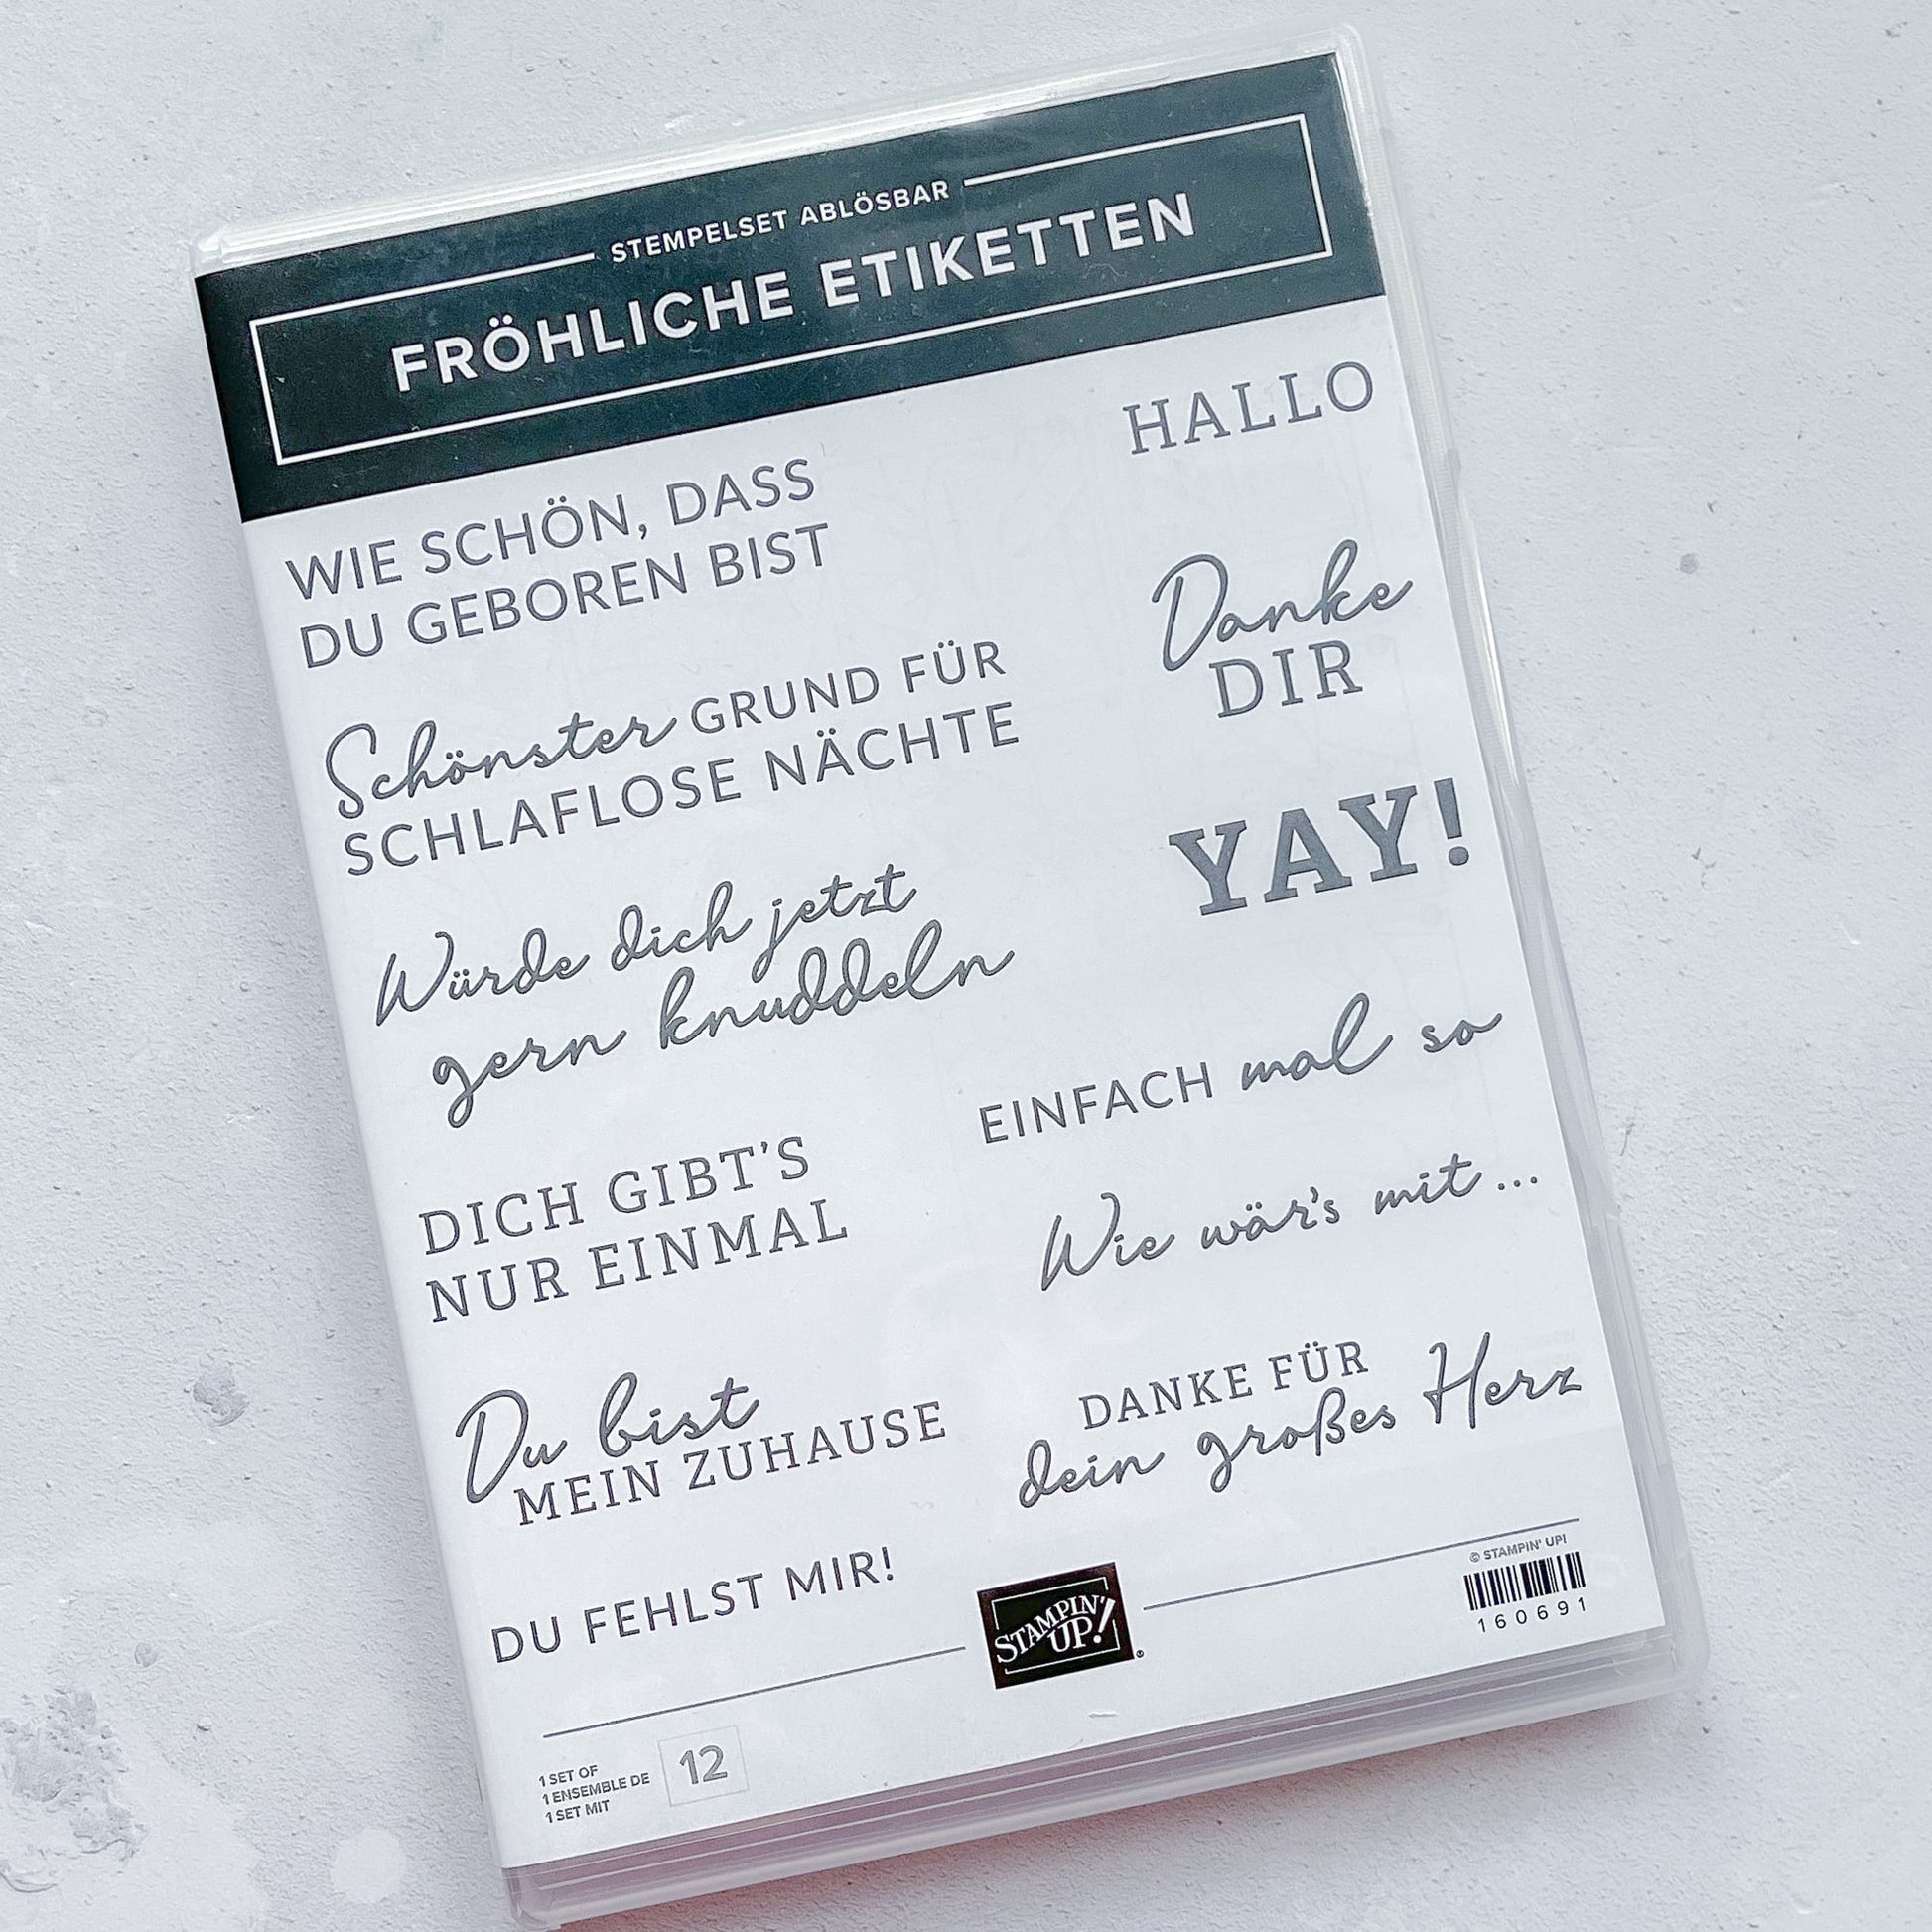 STEMPELSET ABLÖSBAR
FRÖHLICHE ETIKETTEN
WIE SCHÖN, DASS
DU GEBOREN BIST
Schönster GRUND FÜR
SCHLAFLOSE NÄCHTE
Würde dich jetzt
gern knuddeln
DICH GIBT'S
NUR EINMAL
Du bist
MEIN ZUHAUSE
DU FEHLST MIR!
HALLO
Danke
DIR
YAY!
EINFACH mal so
Wie wär's mit ...
DANKE FÜR
dein großes Herz
STAMPIN'
UP!
®
© STAMPIN' UP!
160691
1 SET OF
1 ENSEMBLE DE
1 SET MIT
12